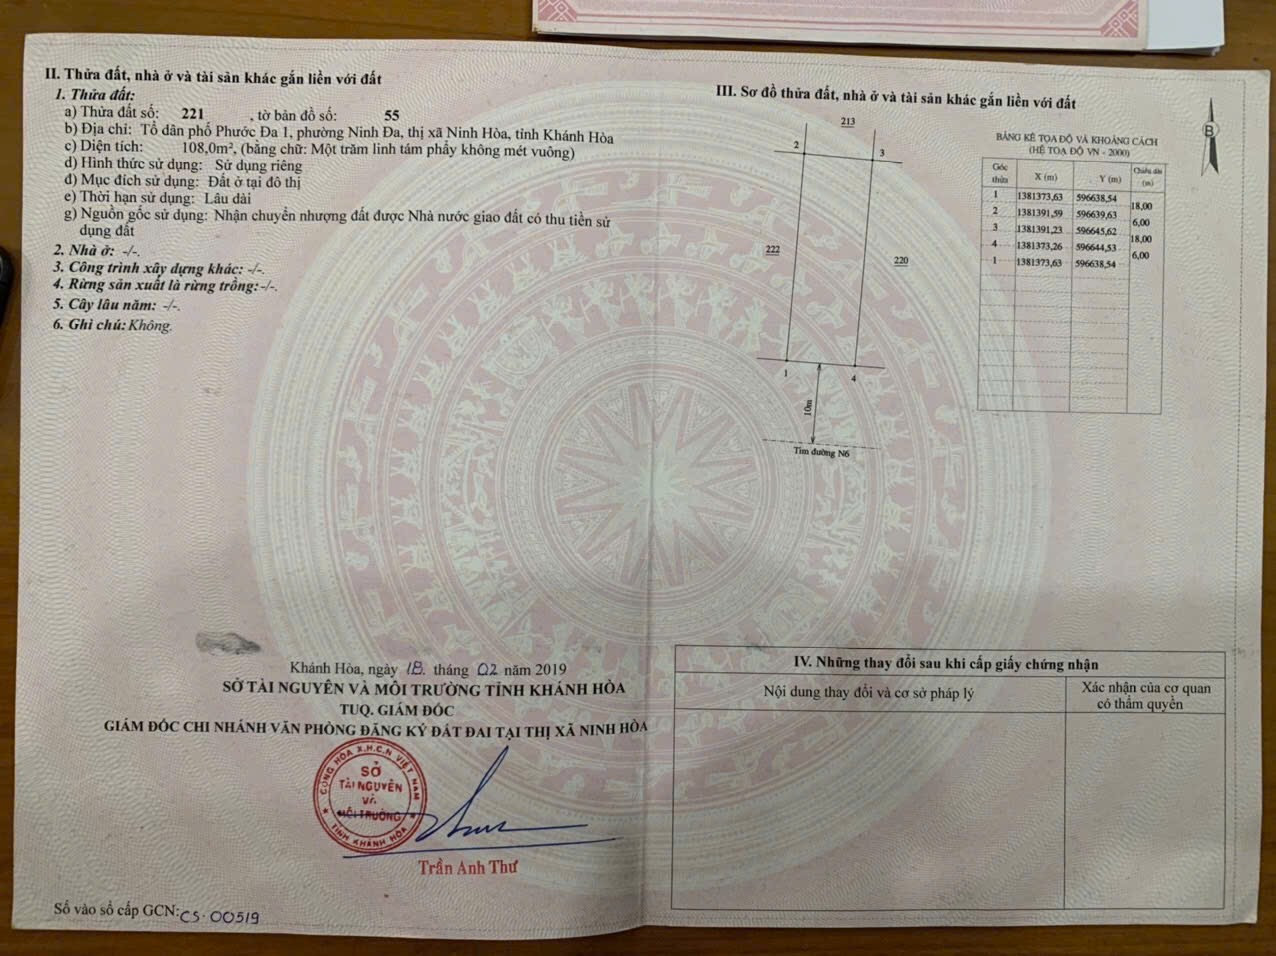 II. Thửa đất, nhà ở và tài sản khác gắn liền với đất
1. Thửa đất:
a) Thửa đất số: 221 , tờ bản đồ số: 55
b) Địa chỉ: Tổ dân phố Phước Đa 1, phường Ninh Đa, thị xã Ninh Hòa, tỉnh Khánh Hòa
c) Diện tích: 108,0m², (bằng chữ: Một trăm linh tám phẩy không mét vuông)
d) Hình thức sử dụng: Sử dụng riêng
đ) Mục đích sử dụng: Đất ở tại đô thị
e) Thời hạn sử dụng: Lâu dài
g) Nguồn gốc sử dụng: Nhận chuyển nhượng đất được Nhà nước giao đất có thu tiền sử
dụng đất
2. Nhà ở: -/-.
3. Công trình xây dựng khác: -/-.
4. Rừng sản xuất là rừng trồng: -/-.
5. Cây lâu năm: -/-.
6. Ghi chú: Không.
Khánh Hòa, ngày 18 tháng 02 năm 2019
SỞ TÀI NGUYÊN VÀ MÔI TRƯỜNG TỈNH KHÁNH HÒA
TUQ. GIÁM ĐỐC
GIÁM ĐỐC CHI NHÁNH VĂN PHÒNG ĐĂNG KÝ ĐẤT ĐAI TẠI THỊ XÃ NINH HÒA
CỘNG HÒA X.H.C.N VIỆT NAM
SỞ
TÀI NGUYÊN
VÀ
MÔI TRƯỜNG
TỈNH KHÁNH HÒA
Trần Anh Thư
Số vào sổ cấp GCN: CS.00519
III. Sơ đồ thửa đất, nhà ở và tài sản khác gắn liền với đất
213
2
3
222
220
1
4
10m
Tim đường N6
B
BẢNG KÊ TỌA ĐỘ VÀ KHOẢNG CÁCH
(HỆ TỌA ĐỘ VN - 2000)
Góc thửa X (m) Y (m) Chiều dài (m)
1 1381373,63 596638,54
18,00
2 1381391,59 596639,63
6,00
3 1381391,23 596645,62
18,00
4 1381373,26 596644,53
6,00
1 1381373,63 596638,54
IV. Những thay đổi sau khi cấp giấy chứng nhận
Nội dung thay đổi và cơ sở pháp lý
Xác nhận của cơ quan
có thẩm quyền